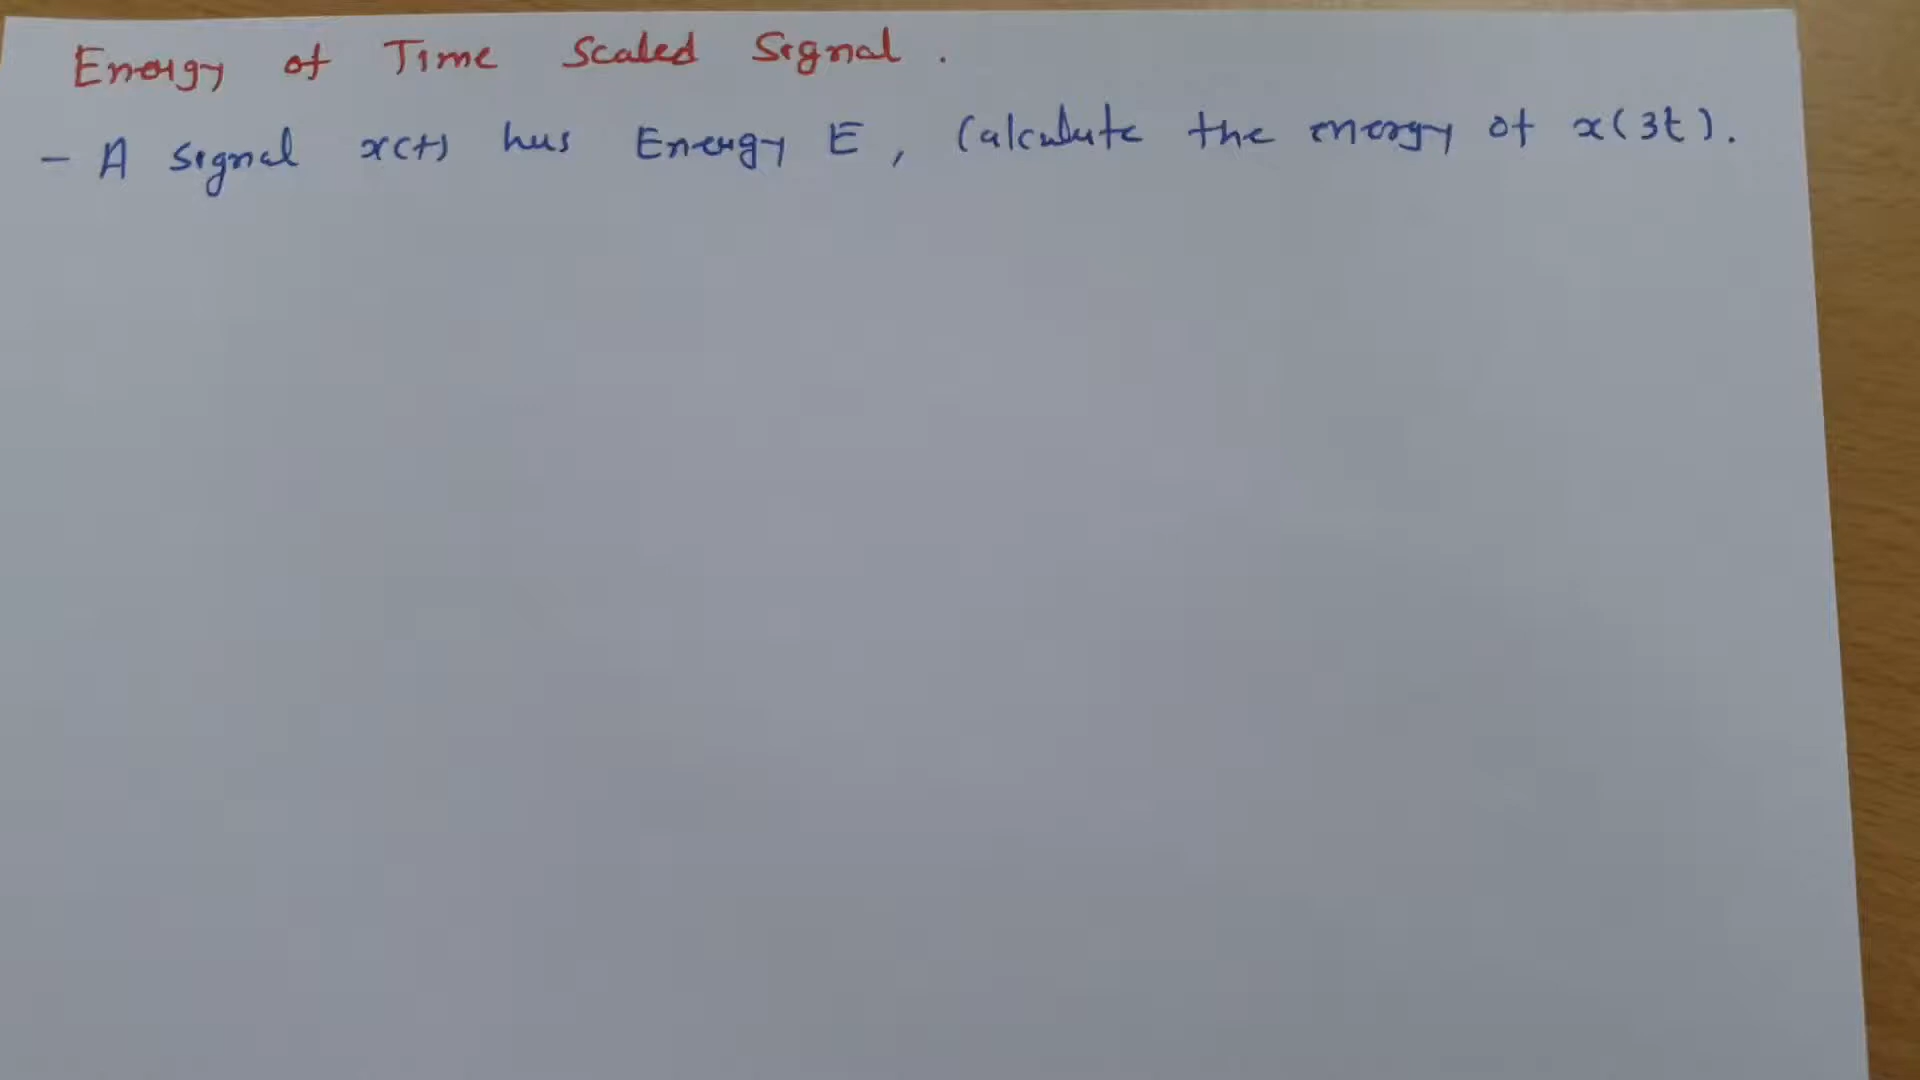 Energy of Time Scaled Signal.
- A signal x(t) has Energy E, Calculate the energy of x(3t).